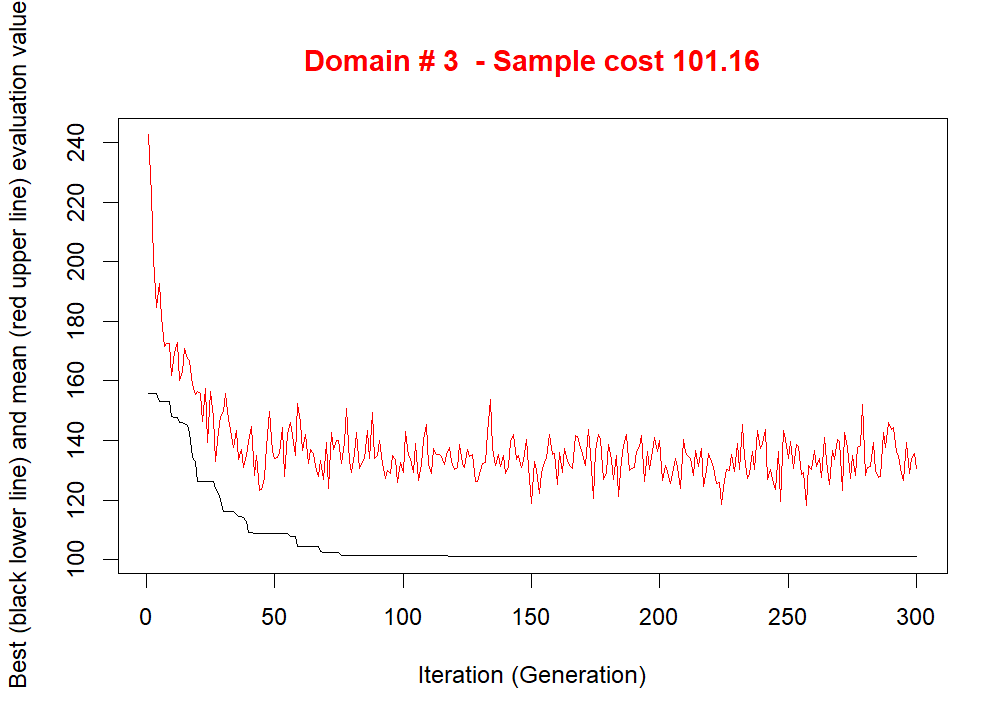 Domain # 3  - Sample cost 101.16
Best (black lower line) and mean (red upper line) evaluation value
240
220
200
180
160
140
120
100
0 50 100 150 200 250 300
Iteration (Generation)